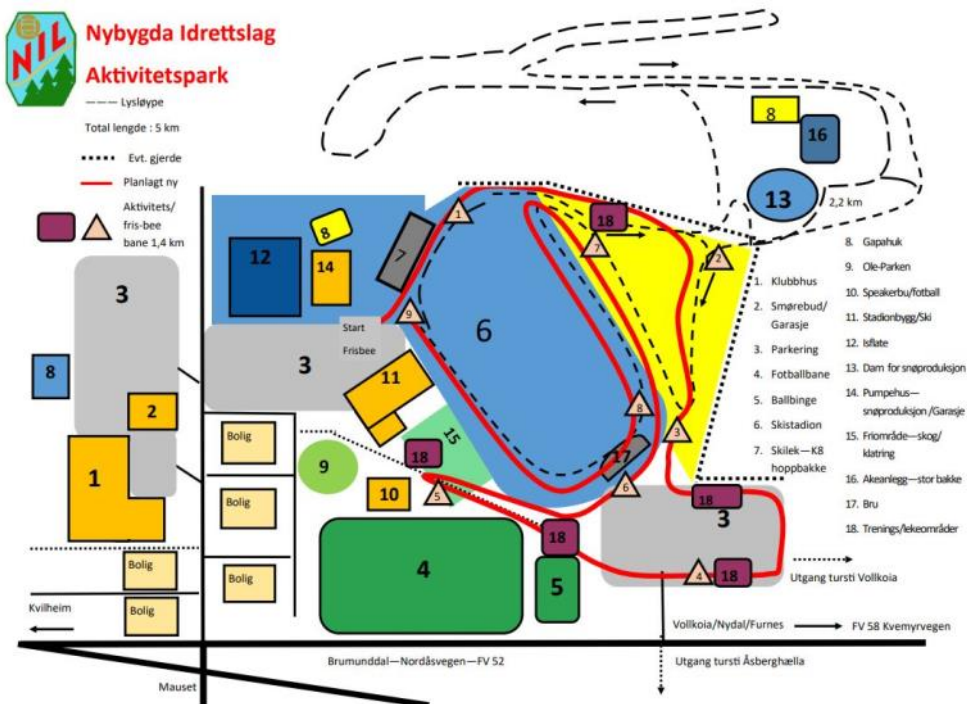 NIL
Nybygda Idrettslag
Aktivitetspark
Lysløype
Total lengde : 5 km
Evt. gjerde
Planlagt ny
Aktivitets/
fris-bee
bane 1,4 km
8
16
13
2,2 km
1
18
7
2
12
8
14
7
9
6
3
Start
Frisbee
3
11
8
2
1
Bolig
Bolig
Bolig
Bolig
Bolig
15
18
9
10
5
8
17
6
3
18
3
4
18
18
4
5
1. Klubbhus
2. Smørebud/
Garasje
3. Parkering
4. Fotballbane
5. Ballbinge
6. Skistadion
7. Skilek—K8
hoppbakke
8. Gapahuk
9. Ole-Parken
10. Speakerbu/fotball
11. Stadionbygg/Ski
12. Isflate
13. Dam for snøproduksjon
14. Pumpehus—
snøproduksjon /Garasje
15. Friområde—skog/
klatring
16. Akeanlegg—stor bakke
17. Bru
18. Trenings/lekeområder
Utgang tursti Vollkoia
Kvilheim
Vollkoia/Nydal/Furnes
FV 58 Kvemyrvegen
Brumunddal—Nordåsvegen—FV 52
Utgang tursti Åsberghælla
Mauset